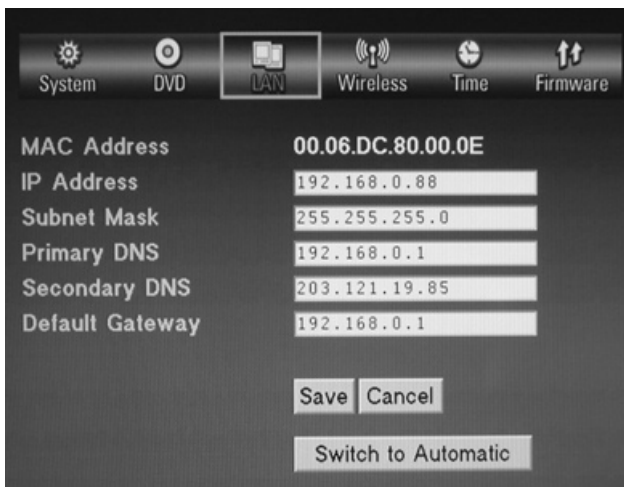 System DVD LAN Wireless Time Firmware
MAC Address 00.06.DC.80.00.0E
IP Address 192.168.0.88
Subnet Mask 255.255.255.0
Primary DNS 192.168.0.1
Secondary DNS 203.121.19.85
Default Gateway 192.168.0.1
Save Cancel
Switch to Automatic